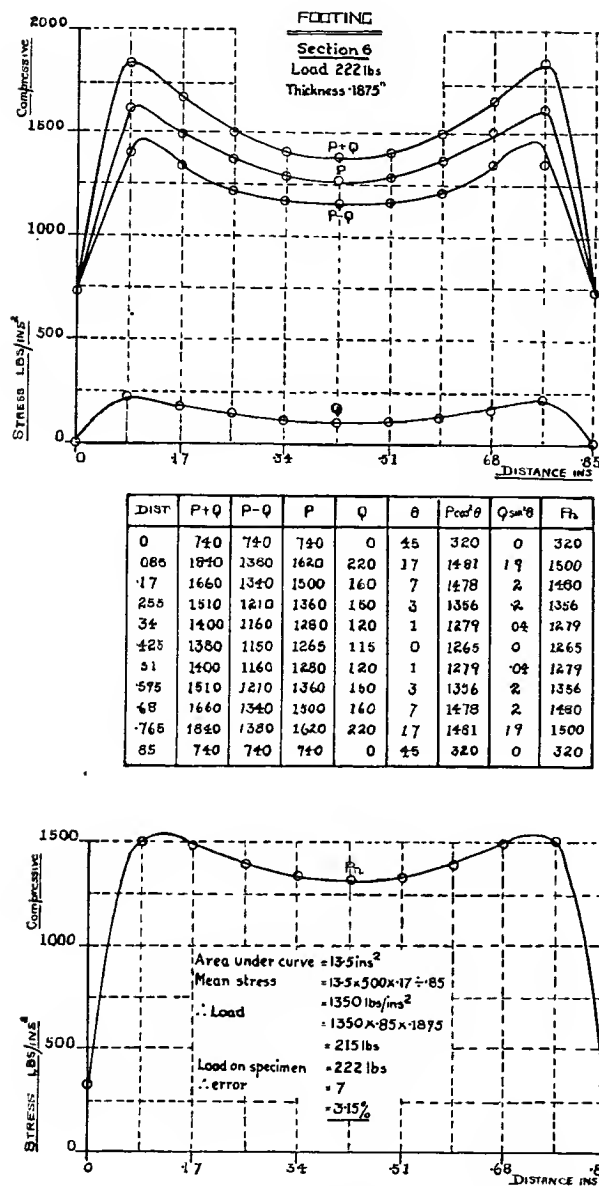 FOOTING
Section 6
Load 222 lbs
Thickness ·1875"
Compressive
STRESS LBS/INS²
2000
1500
1000
500
0
P+Q
P
P-Q
Q
0 ·17 ·34 ·51 ·68 ·85
DISTANCE INS
DIST P+Q P-Q P Q θ Pcos²θ Qsin²θ
0 740 740 740 0 45 320 0 320
085 1840 1380 1620 220 17 1481 19 1500
·17 1660 1340 1500 160 7 1478 2 1480
255 1510 1210 1360 150 3 1356 ·2 1356
34 1400 1160 1280 120 1 1279 04 1279
·425 1380 1150 1265 115 0 1265 0 1265
51 1400 1160 1280 120 1 1279 ·04 1279
·595 1510 1210 1360 150 3 1356 2 1356
·68 1660 1340 1500 160 7 1478 2 1480
·765 1840 1380 1620 220 17 1481 19 1500
85 740 740 740 0 45 320 0 320
Compressive
STRESS LBS/INS²
1500
1000
500
0
Pn
Area under curve = 13·5 ins²
Mean stress = 13·5 x 500 x ·17 ÷ ·85
= 1350 lbs/ins²
∴ Load = 1350 x ·85 x ·1875
= 215 lbs
Load on specimen = 222 lbs
∴ error = 7
= 3·15%
0 ·17 ·34 ·51 ·68 ·8
DISTANCE INS